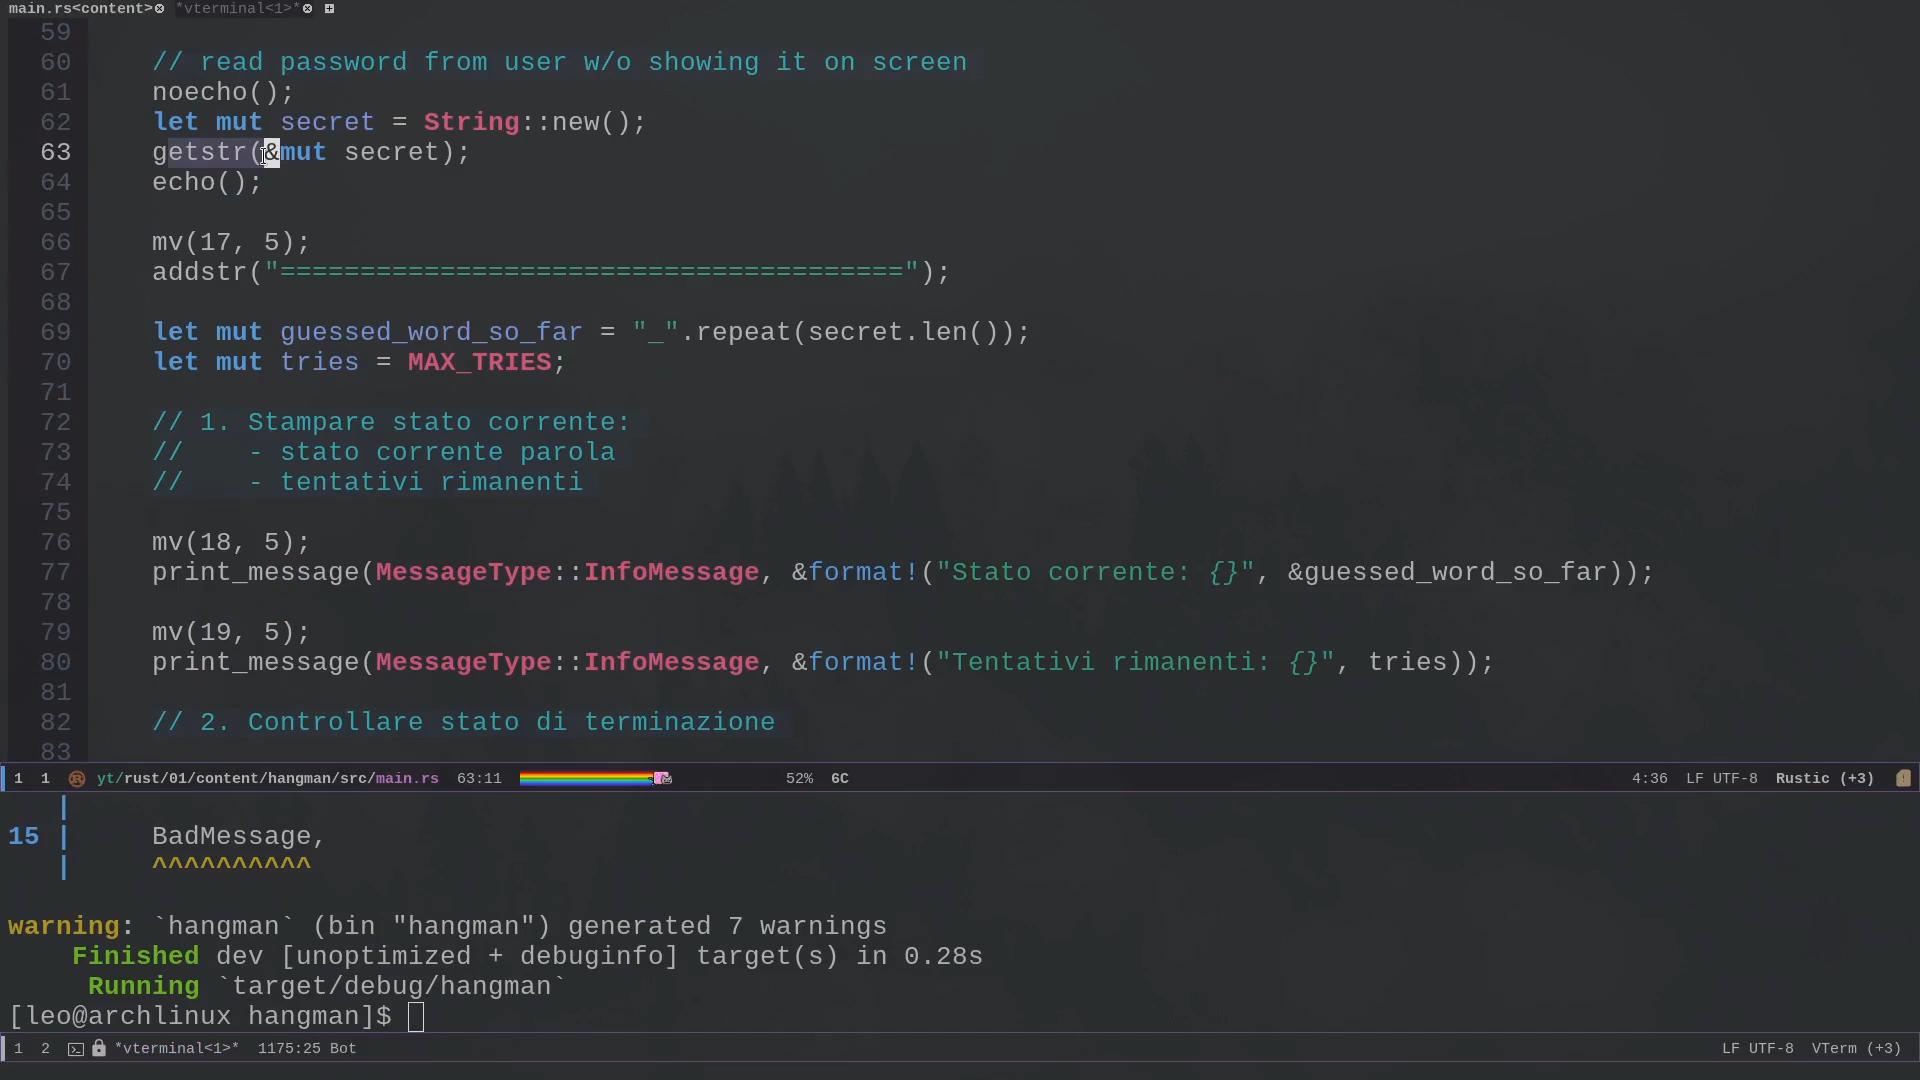 main.rs<content> *vterminal<1>*
59
60 // read password from user w/o showing it on screen
61 noecho();
62 let mut secret = String::new();
63 getstr(&mut secret);
64 echo();
65
66 mv(17, 5);
67 addstr("=======================================");
68
69 let mut guessed_word_so_far = "_".repeat(secret.len());
70 let mut tries = MAX_TRIES;
71
72 // 1. Stampare stato corrente:
73 //    - stato corrente parola
74 //    - tentativi rimanenti
75
76 mv(18, 5);
77 print_message(MessageType::InfoMessage, &format!("Stato corrente: {}", &guessed_word_so_far));
78
79 mv(19, 5);
80 print_message(MessageType::InfoMessage, &format!("Tentativi rimanenti: {}", tries));
81
82 // 2. Controllare stato di terminazione
83
1 1 yt/rust/01/content/hangman/src/main.rs 63:11 52% 6C 4:36 LF UTF-8 Rustic (+3)
|
15 | BadMessage,
| ^^^^^^^^^^
warning: `hangman` (bin "hangman") generated 7 warnings
Finished dev [unoptimized + debuginfo] target(s) in 0.28s
Running `target/debug/hangman`
[leo@archlinux hangman]$
1 2 *vterminal<1>* 1175:25 Bot LF UTF-8 VTerm (+3)